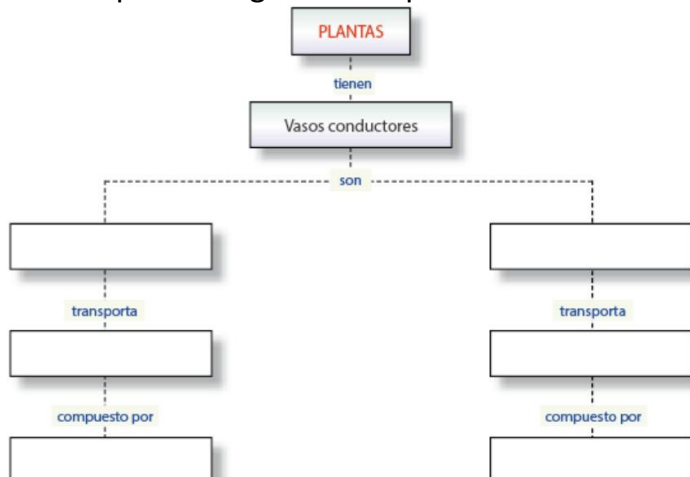 PLANTAS
tienen
Vasos conductores
son
transporta
transporta
compuesto por
compuesto por